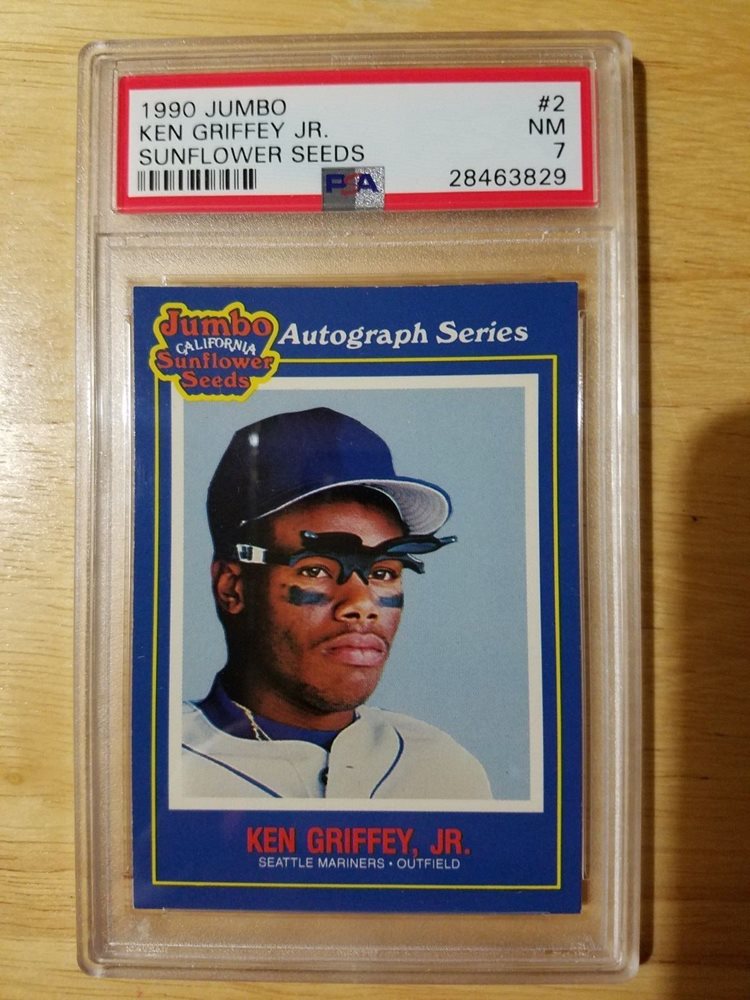 1990 JUMBO #2
KEN GRIFFEY JR. NM
SUNFLOWER SEEDS 7
PSA 28463829
Jumbo
CALIFORNIA
Sunflower
Seeds
Autograph Series
KEN GRIFFEY, JR.
SEATTLE MARINERS • OUTFIELD